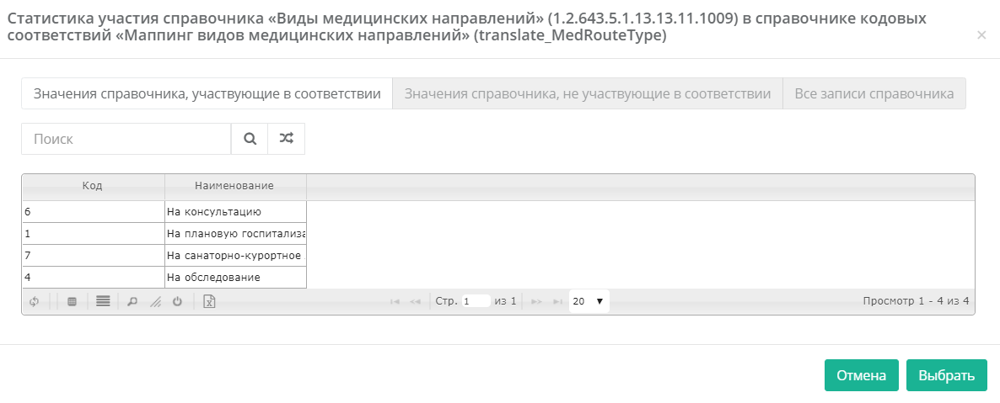 Статистика участия справочника «Виды медицинских направлений» (1.2.643.5.1.13.13.11.1009) в справочнике кодовых
соответствий «Маппинг видов медицинских направлений» (translate_MedRouteType)
×
Значения справочника, участвующие в соответствии Значения справочника, не участвующие в соответствии Все записи справочника
Поиск
Код Наименование
6 На консультацию
1 На плановую госпитализа
7 На санаторно-курортное
4 На обследование
Стр. 1 из 1 20 Просмотр 1 - 4 из 4
Отмена Выбрать